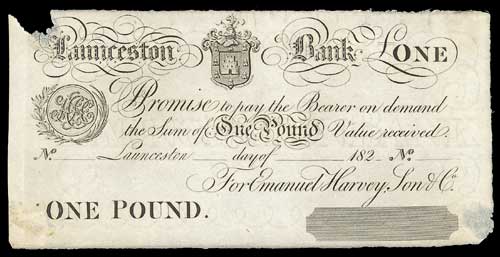 Launceston Bank £ONE
I Promise to pay the Bearer on demand
the Sum of One Pound Value received
No. Launceston day of 182 No.
For Emanuel Harvey, Son & Co.
ONE POUND.